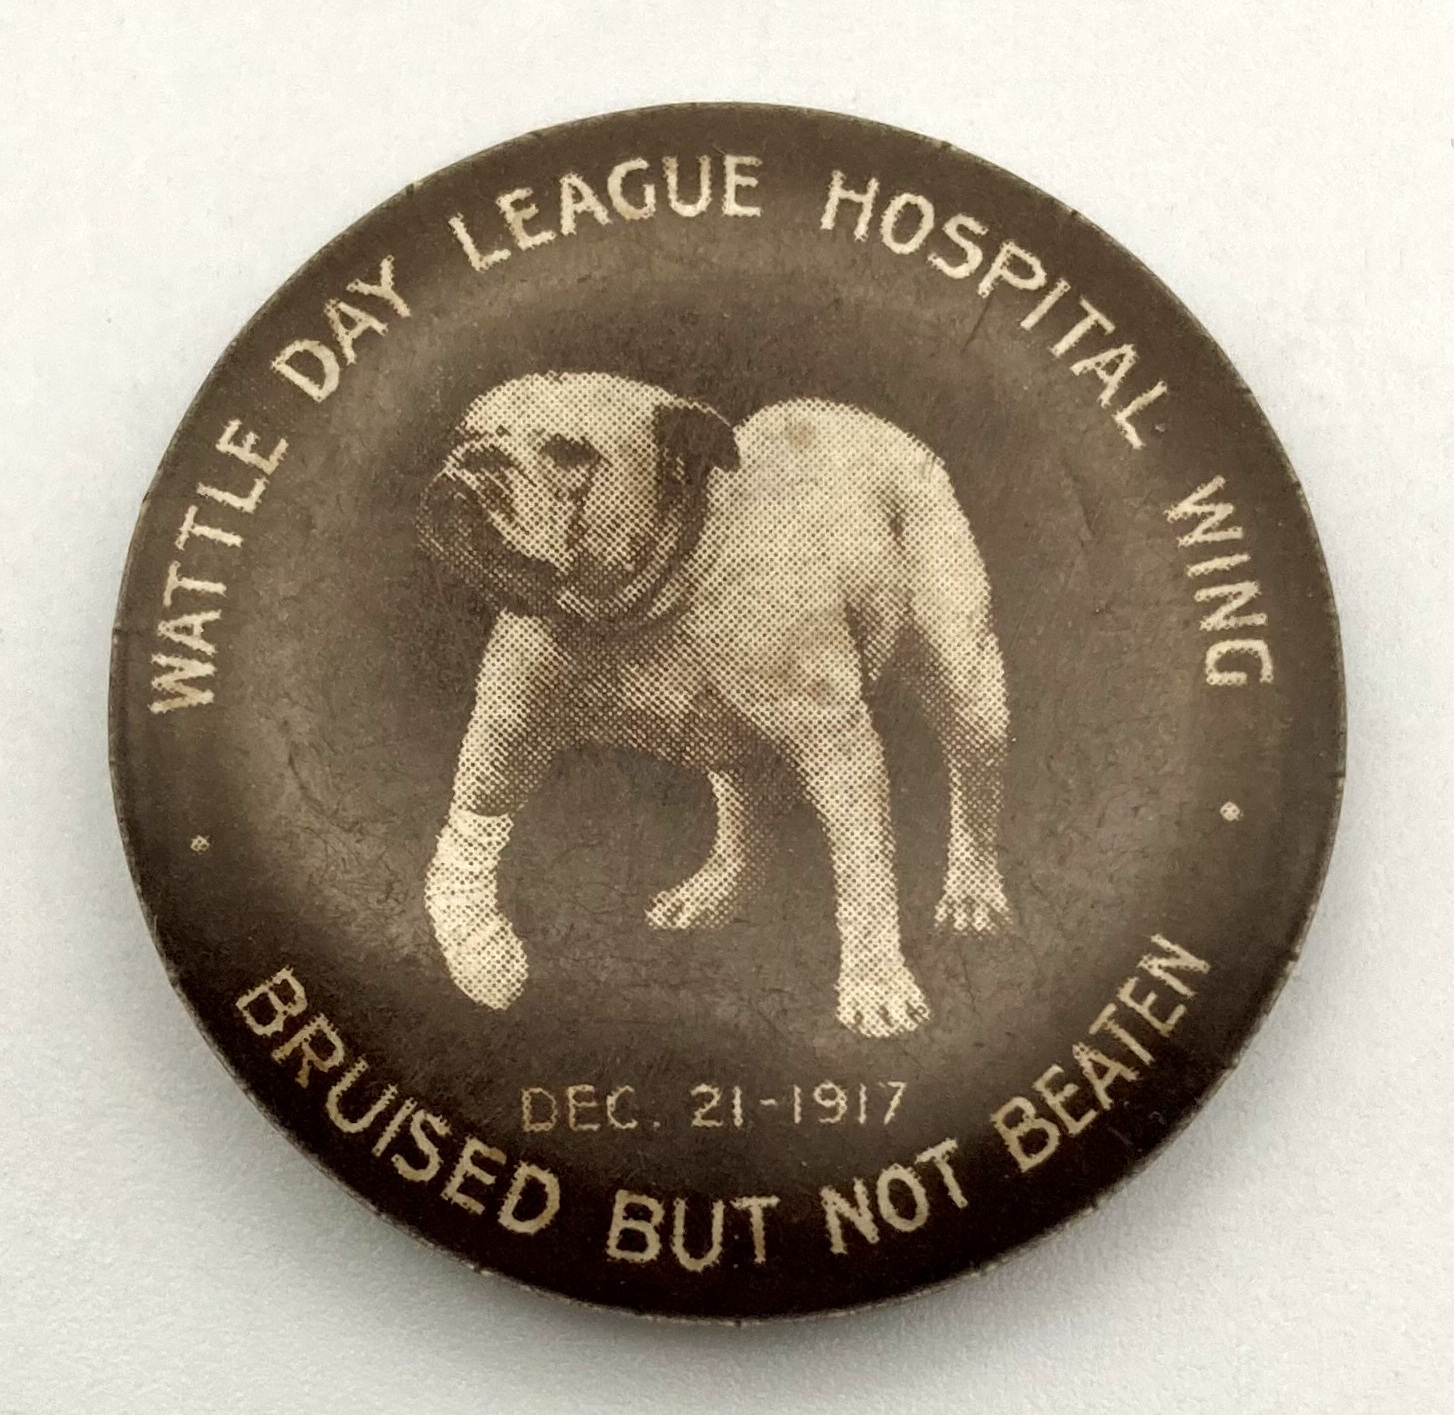 WATTLE DAY LEAGUE HOSPITAL WING
DEC. 21-1917
BRUISED BUT NOT BEATEN